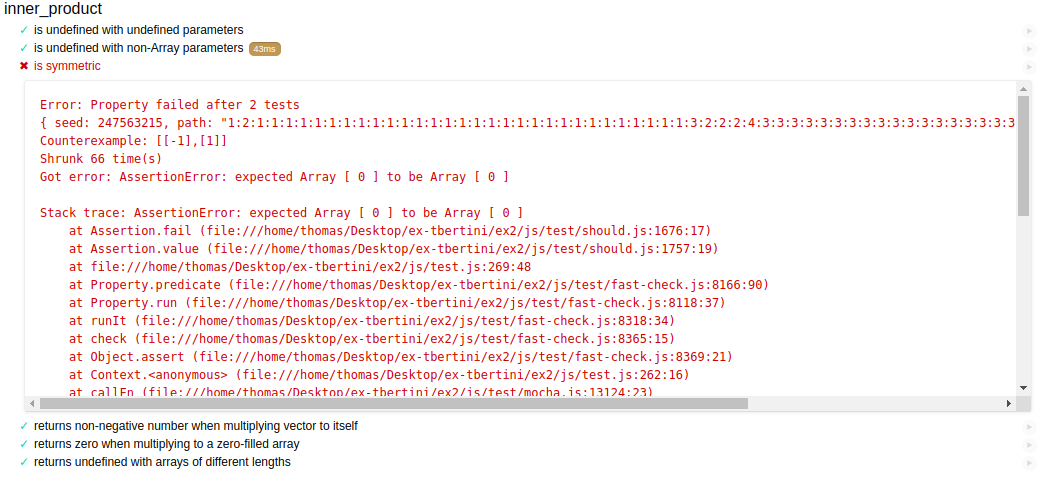 inner_product
✓ is undefined with undefined parameters
✓ is undefined with non-Array parameters 43ms
✖ is symmetric
Error: Property failed after 2 tests
{ seed: 247563215, path: "1:2:1:1:1:1:1:1:1:1:1:1:1:1:1:1:1:1:1:1:1:1:1:1:1:1:1:1:1:1:1:1:3:2:2:2:4:3:3:3:3:3:3:3:3:3:3:3:3:3:3:3:3:3:3
Counterexample: [[-1],[1]]
Shrunk 66 time(s)
Got error: AssertionError: expected Array [ 0 ] to be Array [ 0 ]
Stack trace: AssertionError: expected Array [ 0 ] to be Array [ 0 ]
at Assertion.fail (file:///home/thomas/Desktop/ex-tbertini/ex2/js/test/should.js:1676:17)
at Assertion.value (file:///home/thomas/Desktop/ex-tbertini/ex2/js/test/should.js:1757:19)
at file:///home/thomas/Desktop/ex-tbertini/ex2/js/test.js:269:48
at Property.predicate (file:///home/thomas/Desktop/ex-tbertini/ex2/js/test/fast-check.js:8166:90)
at Property.run (file:///home/thomas/Desktop/ex-tbertini/ex2/js/test/fast-check.js:8118:37)
at runIt (file:///home/thomas/Desktop/ex-tbertini/ex2/js/test/fast-check.js:8318:34)
at check (file:///home/thomas/Desktop/ex-tbertini/ex2/js/test/fast-check.js:8365:15)
at Object.assert (file:///home/thomas/Desktop/ex-tbertini/ex2/js/test/fast-check.js:8369:21)
at Context.<anonymous> (file:///home/thomas/Desktop/ex-tbertini/ex2/js/test.js:262:16)
at callFn (file:///home/thomas/Desktop/ex-tbertini/ex2/js/test/mocha.js:13124:23)
✓ returns non-negative number when multiplying vector to itself
✓ returns zero when multiplying to a zero-filled array
✓ returns undefined with arrays of different lengths